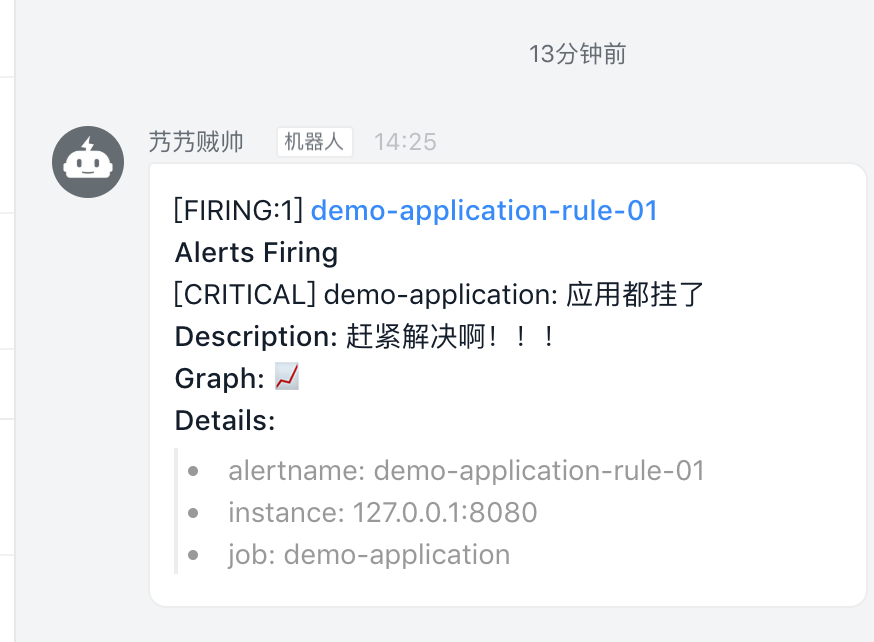 13分钟前
艿艿贼帅 机器人 14:25
[FIRING:1] demo-application-rule-01
Alerts Firing
[CRITICAL] demo-application: 应用都挂了
Description: 赶紧解决啊！！！
Graph: 📈
Details:
• alertname: demo-application-rule-01
• instance: 127.0.0.1:8080
• job: demo-application